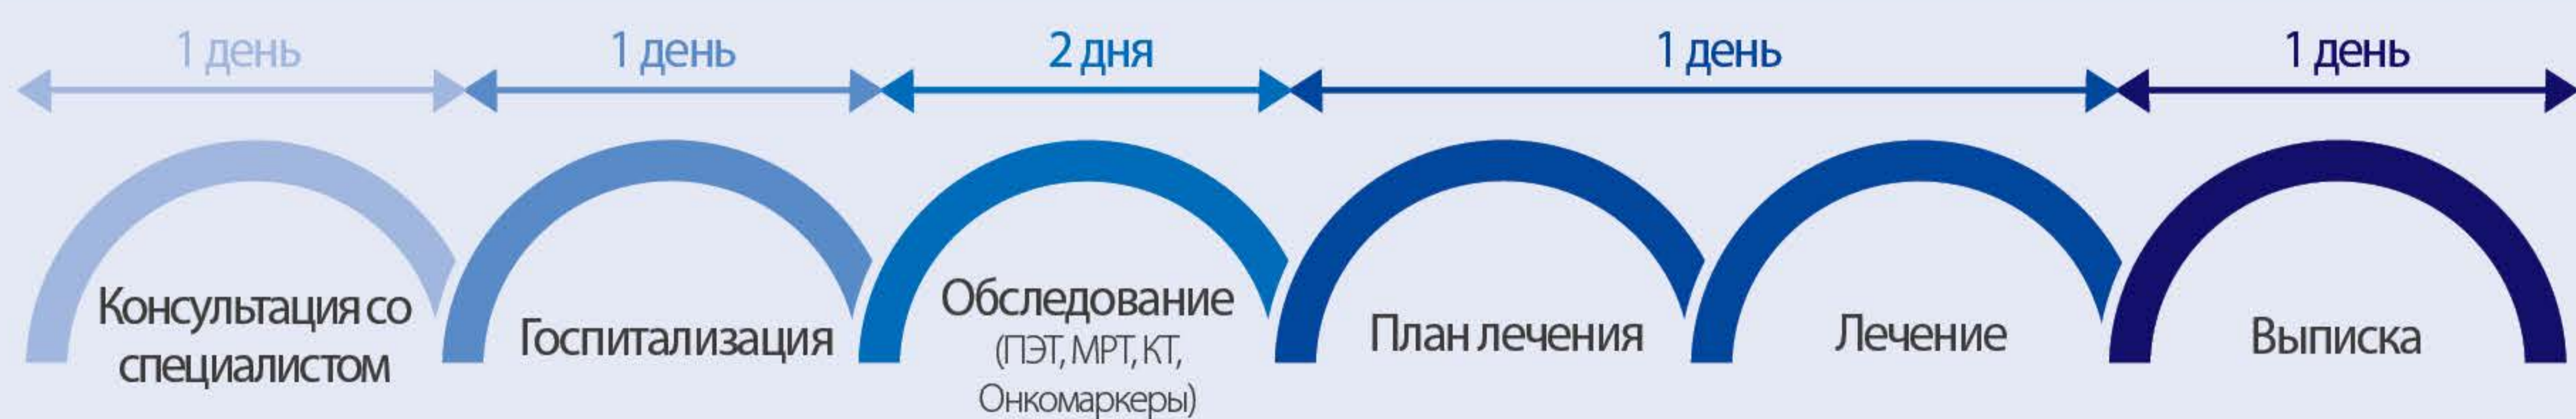 1 день
1 день
2 дня
1 день
1 день
Консультация со
специалистом
Госпитализация
Обследование
(ПЭТ, МРТ, КТ,
Онкомаркеры)
План лечения
Лечение
Выписка